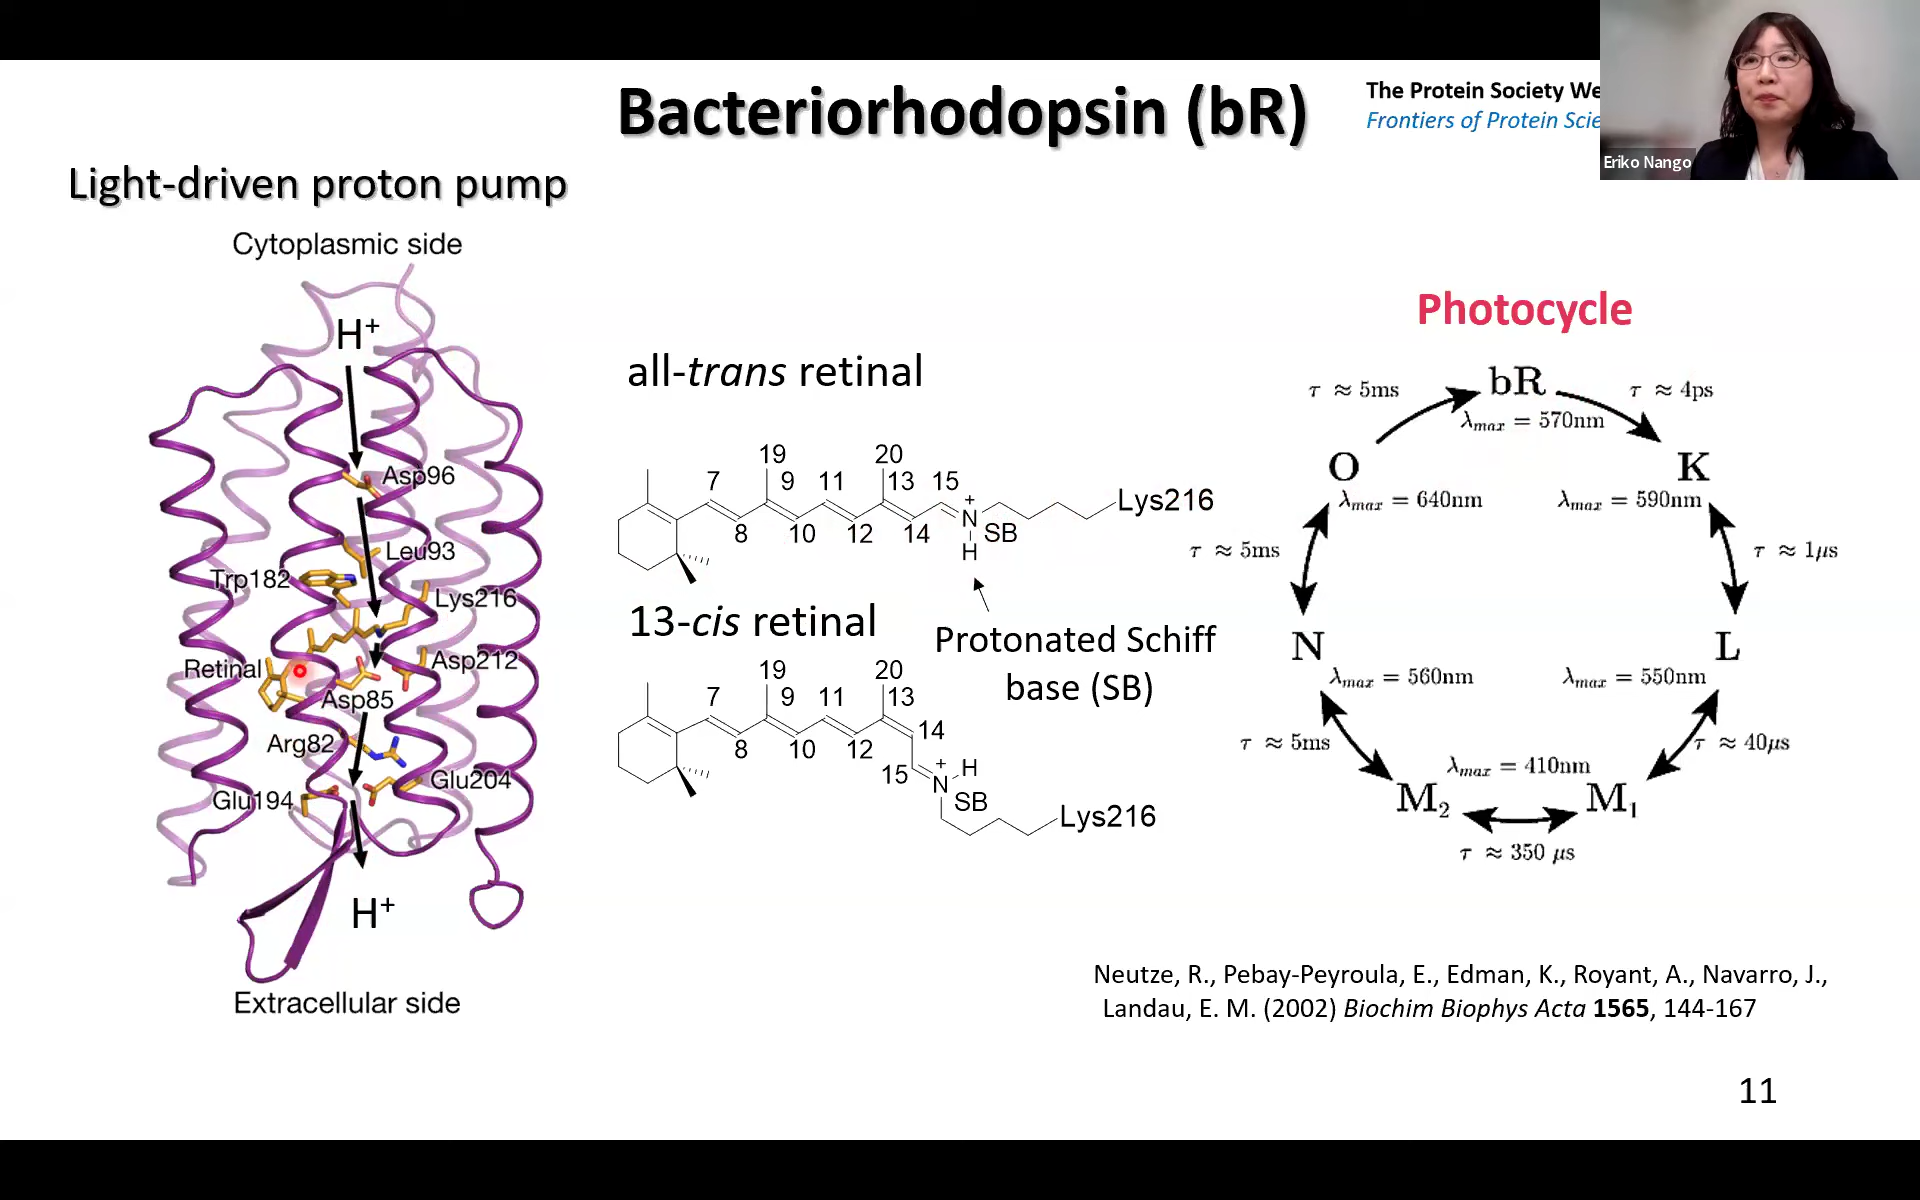 Bacteriorhodopsin (bR)
The Protein Society We
Frontiers of Protein Scie
Eriko Nango
Light-driven proton pump
Cytoplasmic side
H⁺
Asp96
Leu93
Trp182
Lys216
Retinal
Asp212
Asp85
Arg82
Glu204
Glu194
H⁺
Extracellular side
all-trans retinal
19 20
7 9 11 13 15
8 10 12 14
+
N
H
SB
Lys216
13-cis retinal
Protonated Schiff
base (SB)
19 20
7 9 11 13
14
8 10 12
15
+
N
H
SB
Lys216
Photocycle
bR
λmax = 570nm
τ ≈ 4ps
K
λmax = 590nm
τ ≈ 1μs
L
λmax = 550nm
τ ≈ 40μs
M₁
λmax = 410nm
τ ≈ 350 μs
M₂
τ ≈ 5ms
N
λmax = 560nm
τ ≈ 5ms
O
λmax = 640nm
τ ≈ 5ms
Neutze, R., Pebay-Peyroula, E., Edman, K., Royant, A., Navarro, J.,
Landau, E. M. (2002) Biochim Biophys Acta 1565, 144-167
11